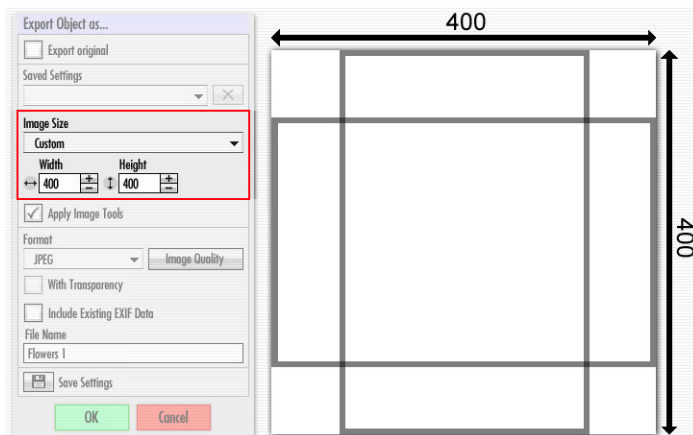 Export Object as...
Export original
Saved Settings
Image Size
Custom
Width Height
400 400
Apply Image Tools
Format
JPEG Image Quality
With Transparency
Include Existing EXIF Data
File Name
Flowers 1
Save Settings
OK Cancel
400
400